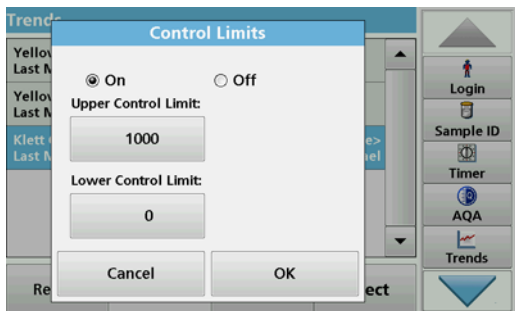 Trends
Control Limits
Yellow
Last M
On
Off
Upper Control Limit:
Yellow
Last M
1000
Klett
Last M
e>
ael
Lower Control Limit:
0
Cancel
OK
Re
ect
Login
Sample ID
Timer
AQA
Trends